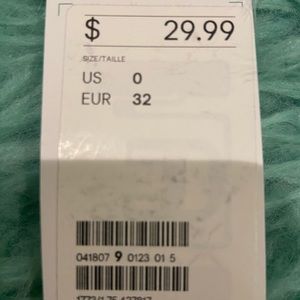 $ 29.99
SIZE/TAILLE
US 0
EUR 32
041807 9 0123 01 5